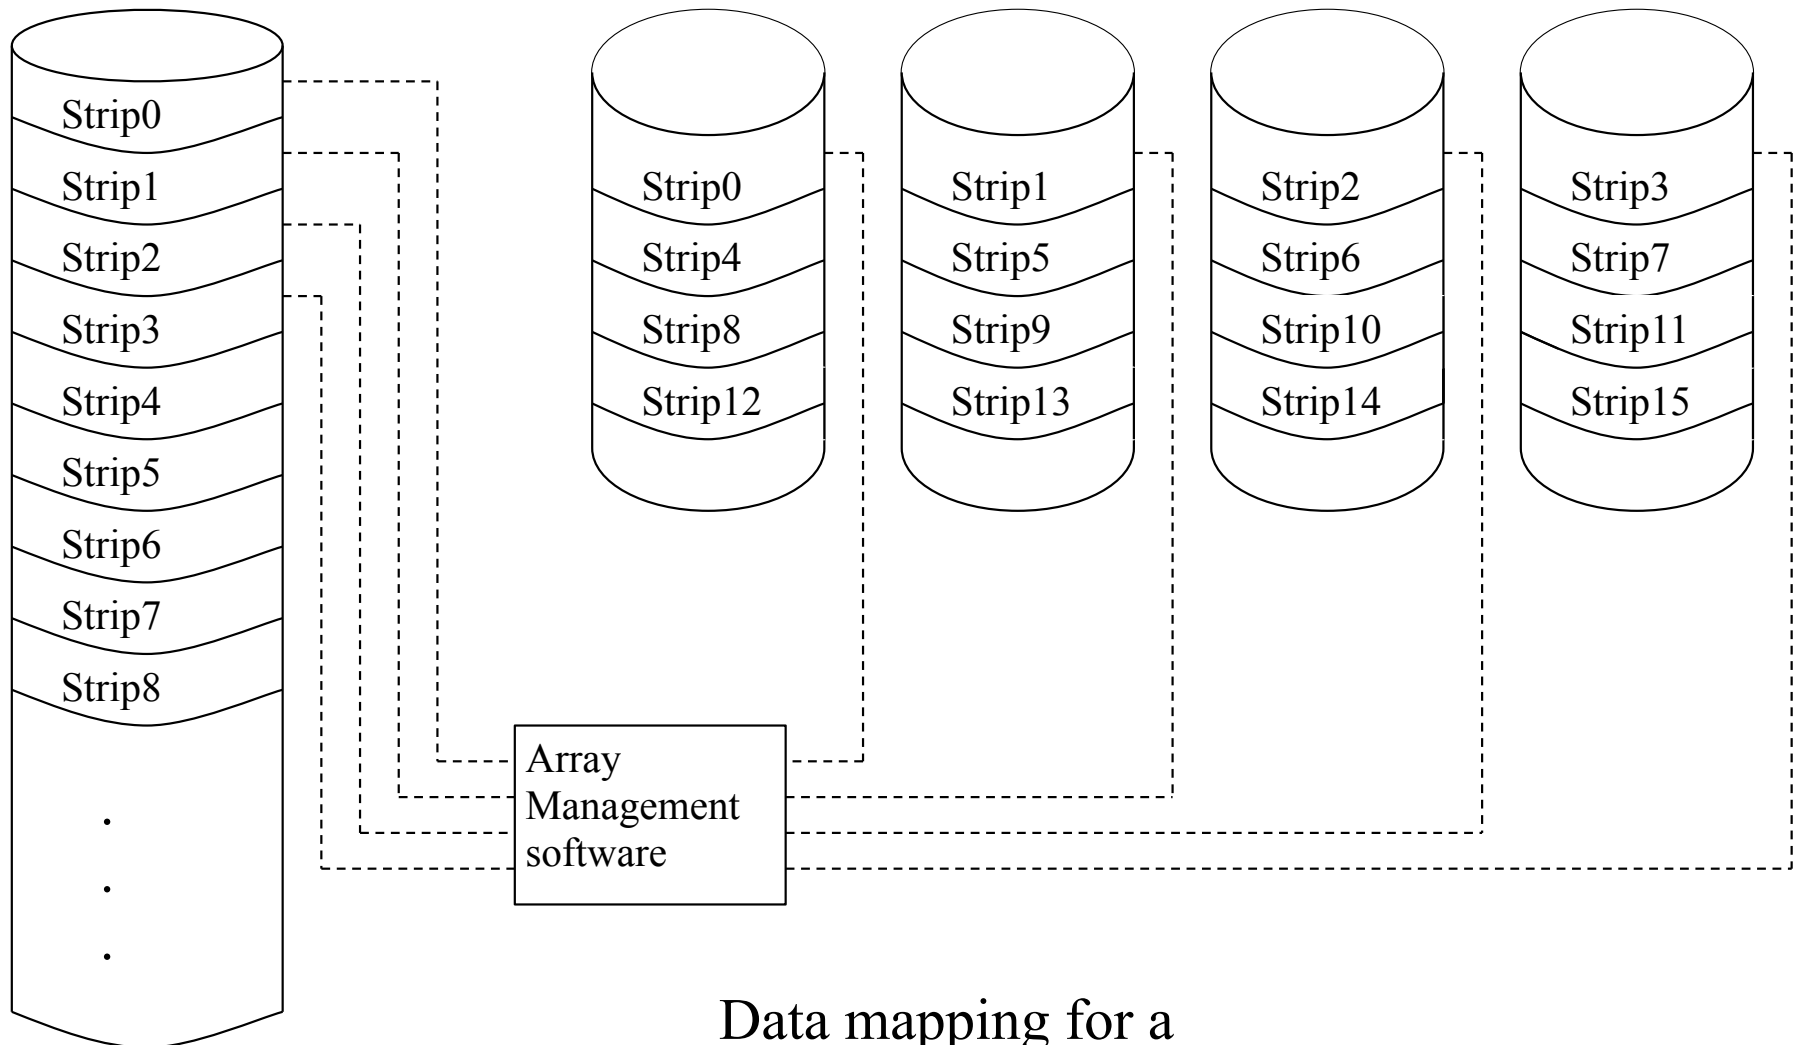 Strip0
Strip1
Strip2
Strip3
Strip4
Strip5
Strip6
Strip7
Strip8
.
.
.
Strip0
Strip4
Strip8
Strip12
Strip1
Strip5
Strip9
Strip13
Strip2
Strip6
Strip10
Strip14
Strip3
Strip7
Strip11
Strip15
Array
Management
software
Data mapping for a